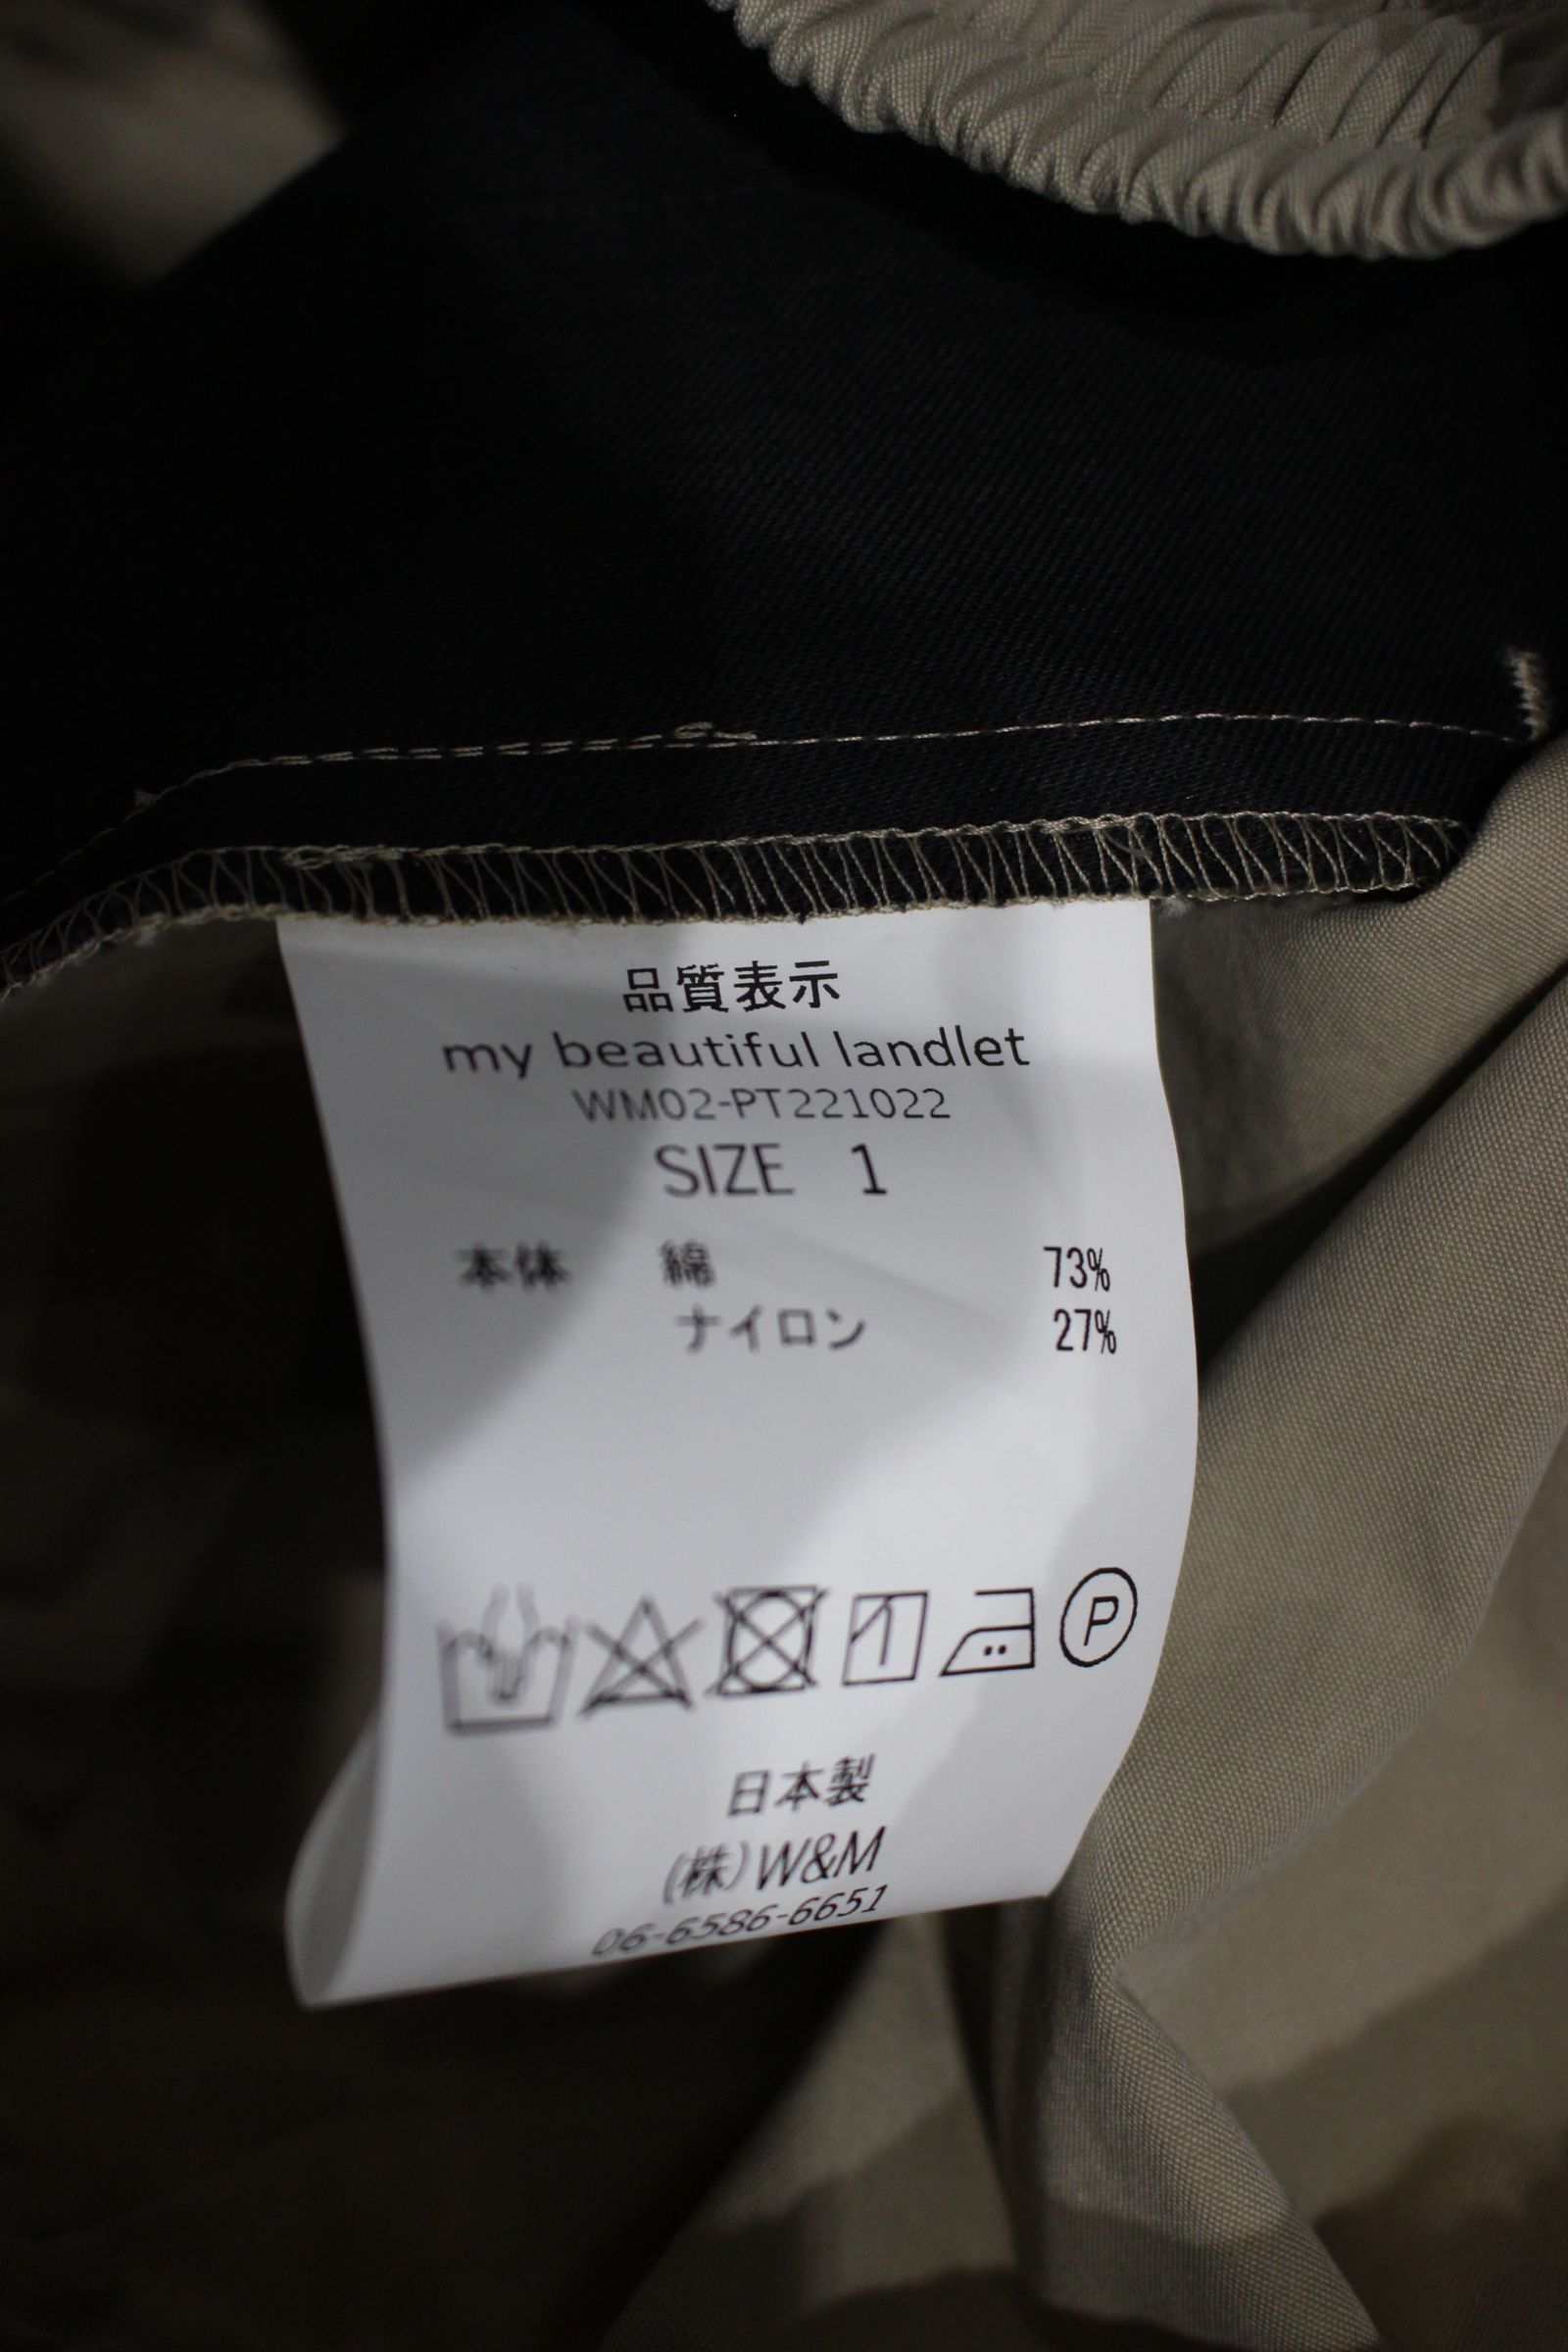 品質表示
my beautiful landlet
WM02-PT221022
SIZE 1
本体 綿 73%
ナイロン 27%
P
日本製
(株)W&M
06-6586-6651